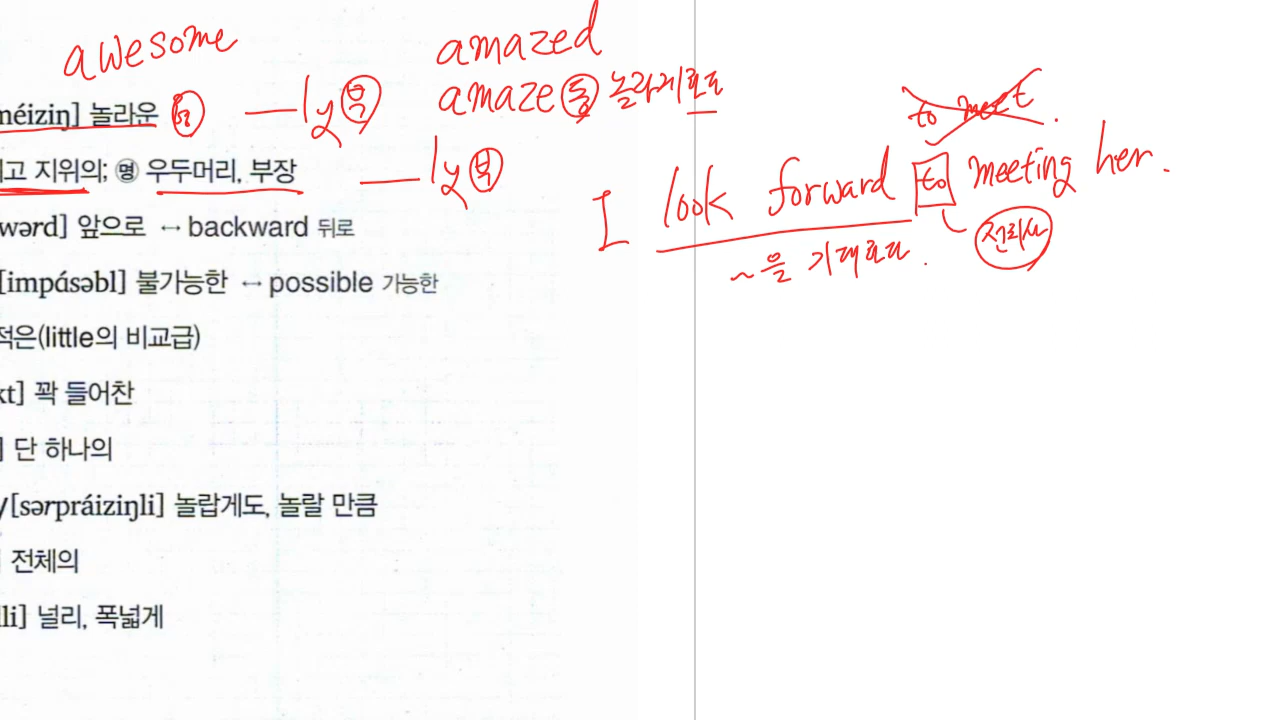 awesome
amazed
méiziŋ] 놀라운 형 —ly 부
amaze 동 놀라게하다
고 지위의; 명 우두머리, 부장 —ly 부
to meet.
I look forward to meeting her.
전치사
~을 기대하다.
wərd] 앞으로 ↔ backward 뒤로
[impásəbl] 불가능한 ↔ possible 가능한
적은(little의 비교급)
kt] 꽉 들어찬
] 단 하나의
y[sərpráiziŋli] 놀랍게도, 놀랄 만큼
전체의
lli] 널리, 폭넓게